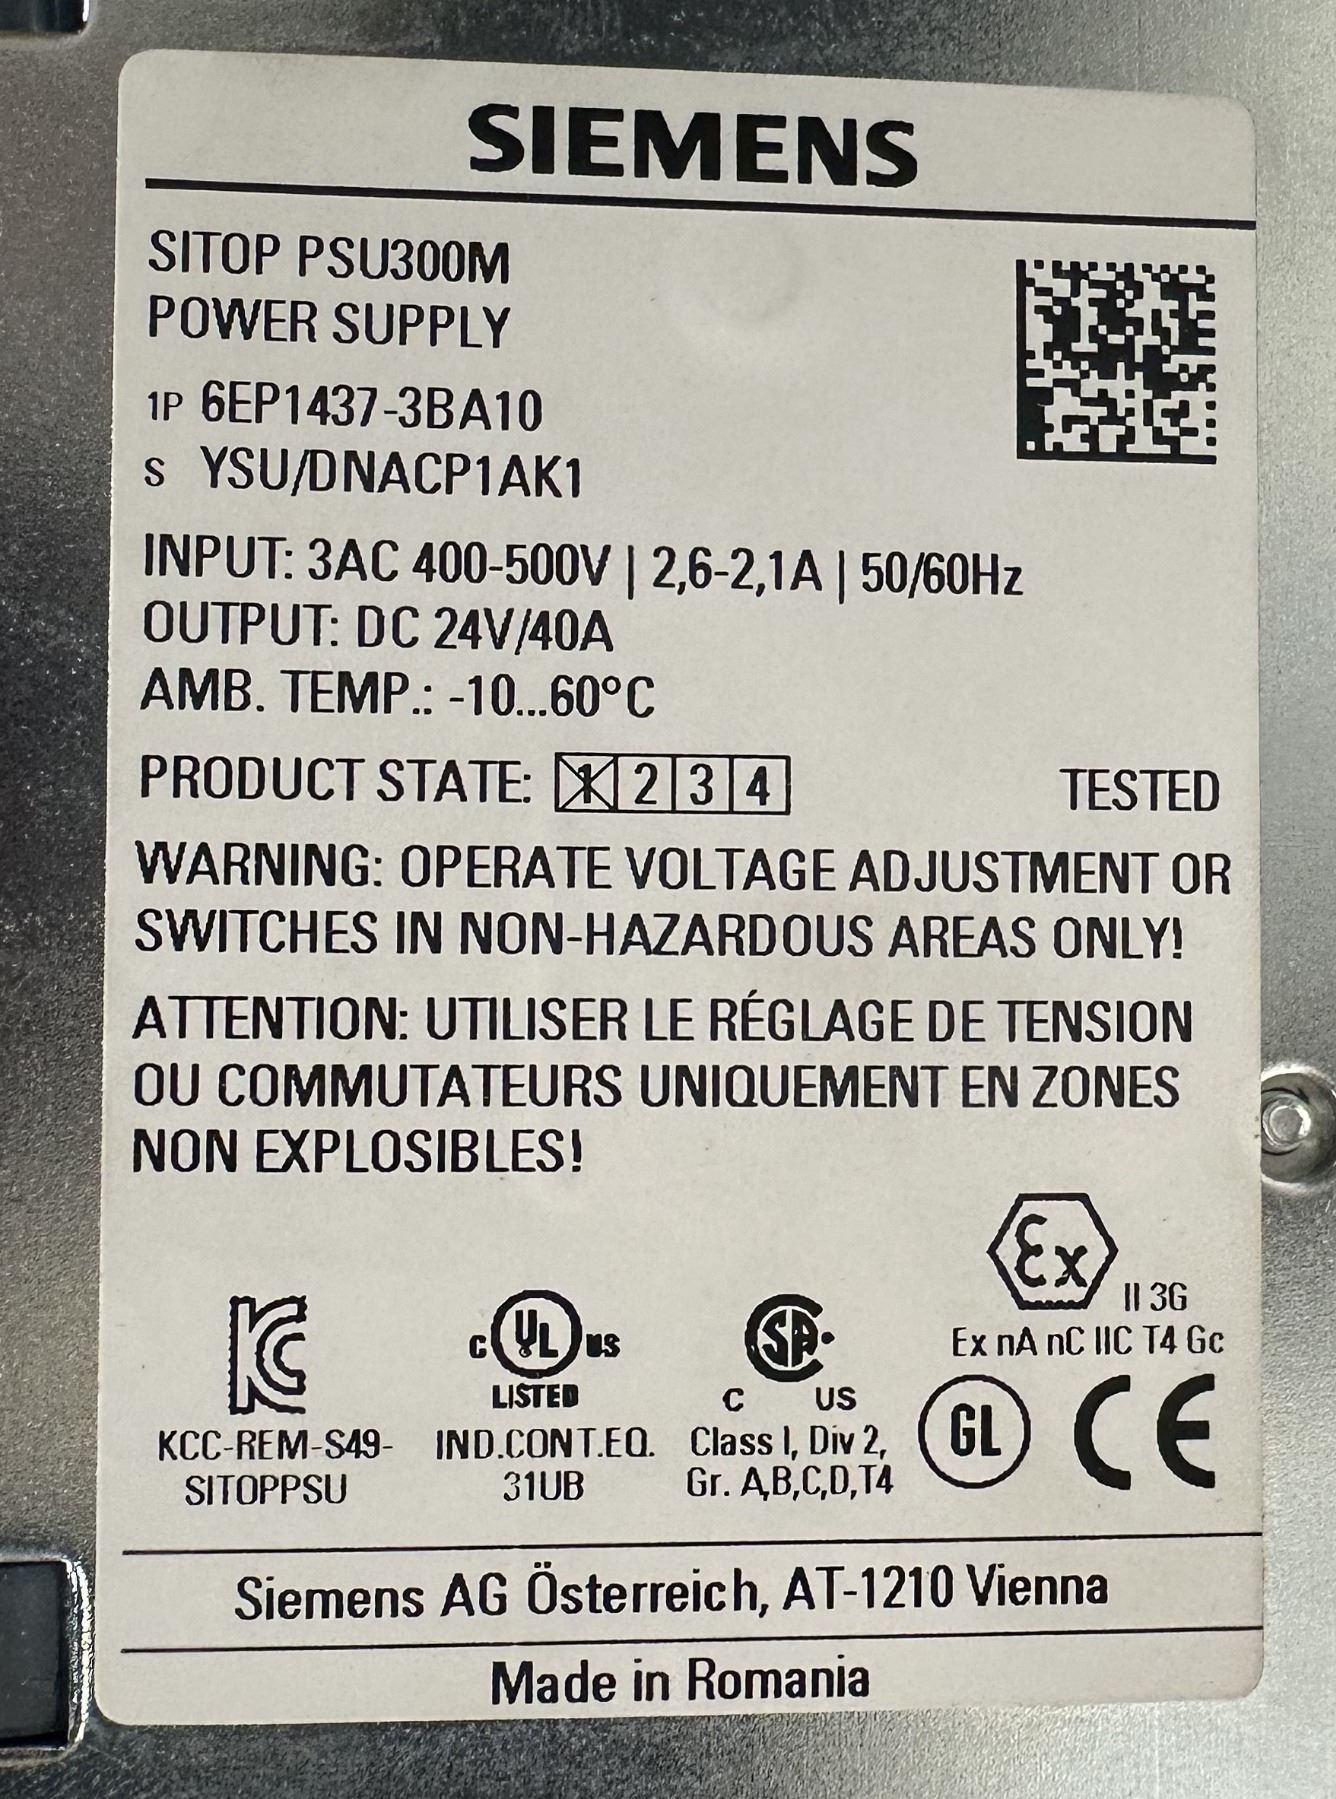 SIEMENS
SITOP PSU300M
POWER SUPPLY
1P 6EP1437-3BA10
S YSU/DNACP1AK1
INPUT: 3AC 400-500V | 2,6-2,1A | 50/60Hz
OUTPUT: DC 24V/40A
AMB. TEMP.: -10...60°C
PRODUCT STATE: 1 2 3 4 TESTED
WARNING: OPERATE VOLTAGE ADJUSTMENT OR
SWITCHES IN NON-HAZARDOUS AREAS ONLY!
ATTENTION: UTILISER LE RÉGLAGE DE TENSION
OU COMMUTATEURS UNIQUEMENT EN ZONES
NON EXPLOSIBLES!
Ex II 3G
Ex nA nC IIC T4 Gc
KC
KCC-REM-S49-
SITOPPSU
C UL US
LISTED
IND.CONT.EQ.
31UB
SA
C US
Class I, Div 2,
Gr. A,B,C,D,T4
GL CE
Siemens AG Österreich, AT-1210 Vienna
Made in Romania